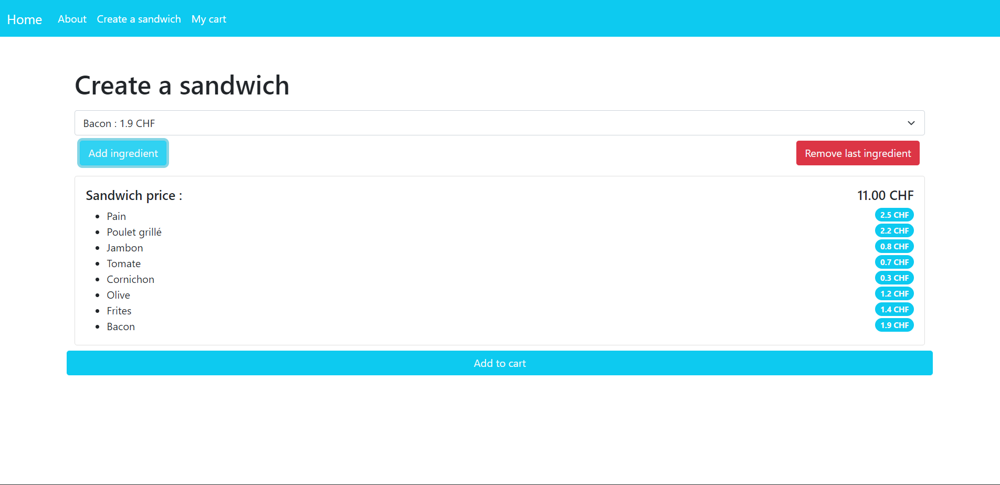 Home About Create a sandwich My cart
Create a sandwich
Bacon : 1.9 CHF
Add ingredient Remove last ingredient
Sandwich price : 11.00 CHF
Pain 2.5 CHF
Poulet grillé 2.2 CHF
Jambon 0.8 CHF
Tomate 0.7 CHF
Cornichon 0.3 CHF
Olive 1.2 CHF
Frites 1.4 CHF
Bacon 1.9 CHF
Add to cart